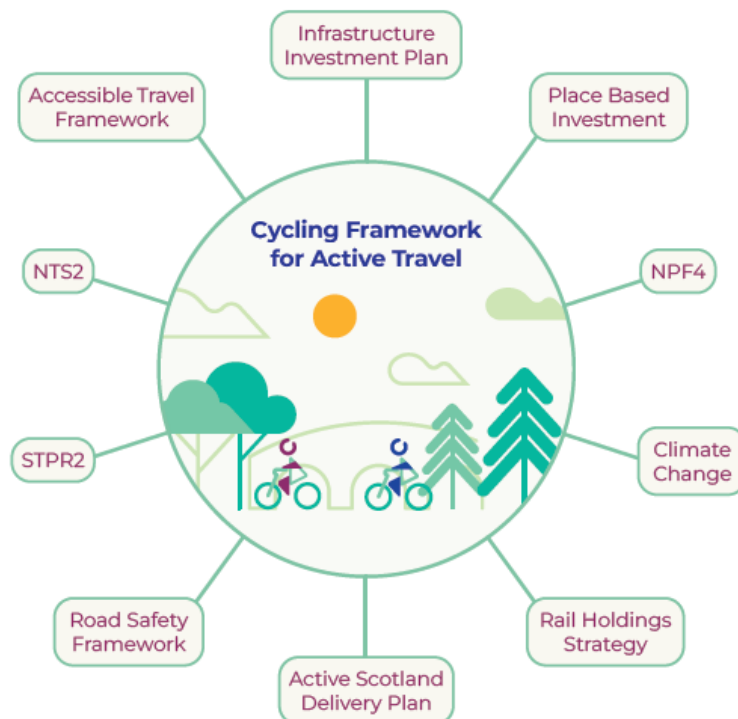 Infrastructure
Investment Plan
Accessible Travel
Framework
Place Based
Investment
Cycling Framework
for Active Travel
NTS2
NPF4
STPR2
Climate
Change
Road Safety
Framework
Rail Holdings
Strategy
Active Scotland
Delivery Plan